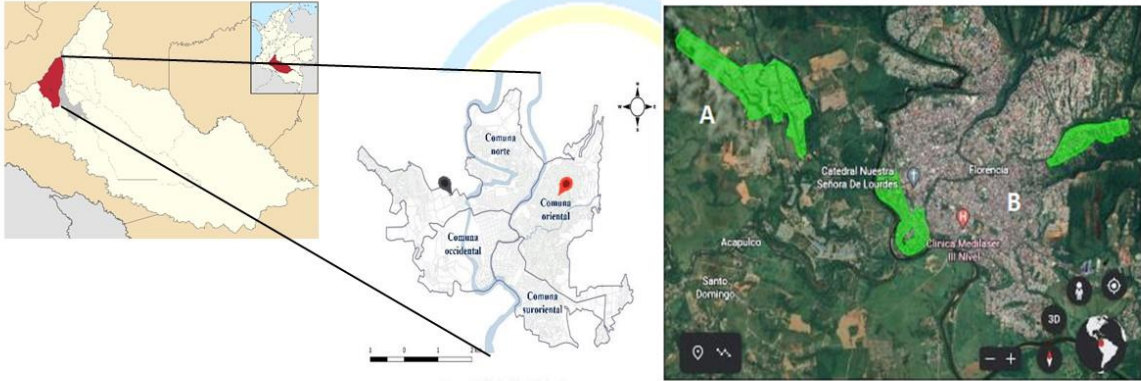 Comuna
norte
Comuna
oriental
Comuna
occidental
Comuna
suroriental
A
Catedral Nuestra
Señora De Lourdes
Florencia
B
Clinica Medilaser
III Nivel
Acapulco
Santo
Domingo
3D